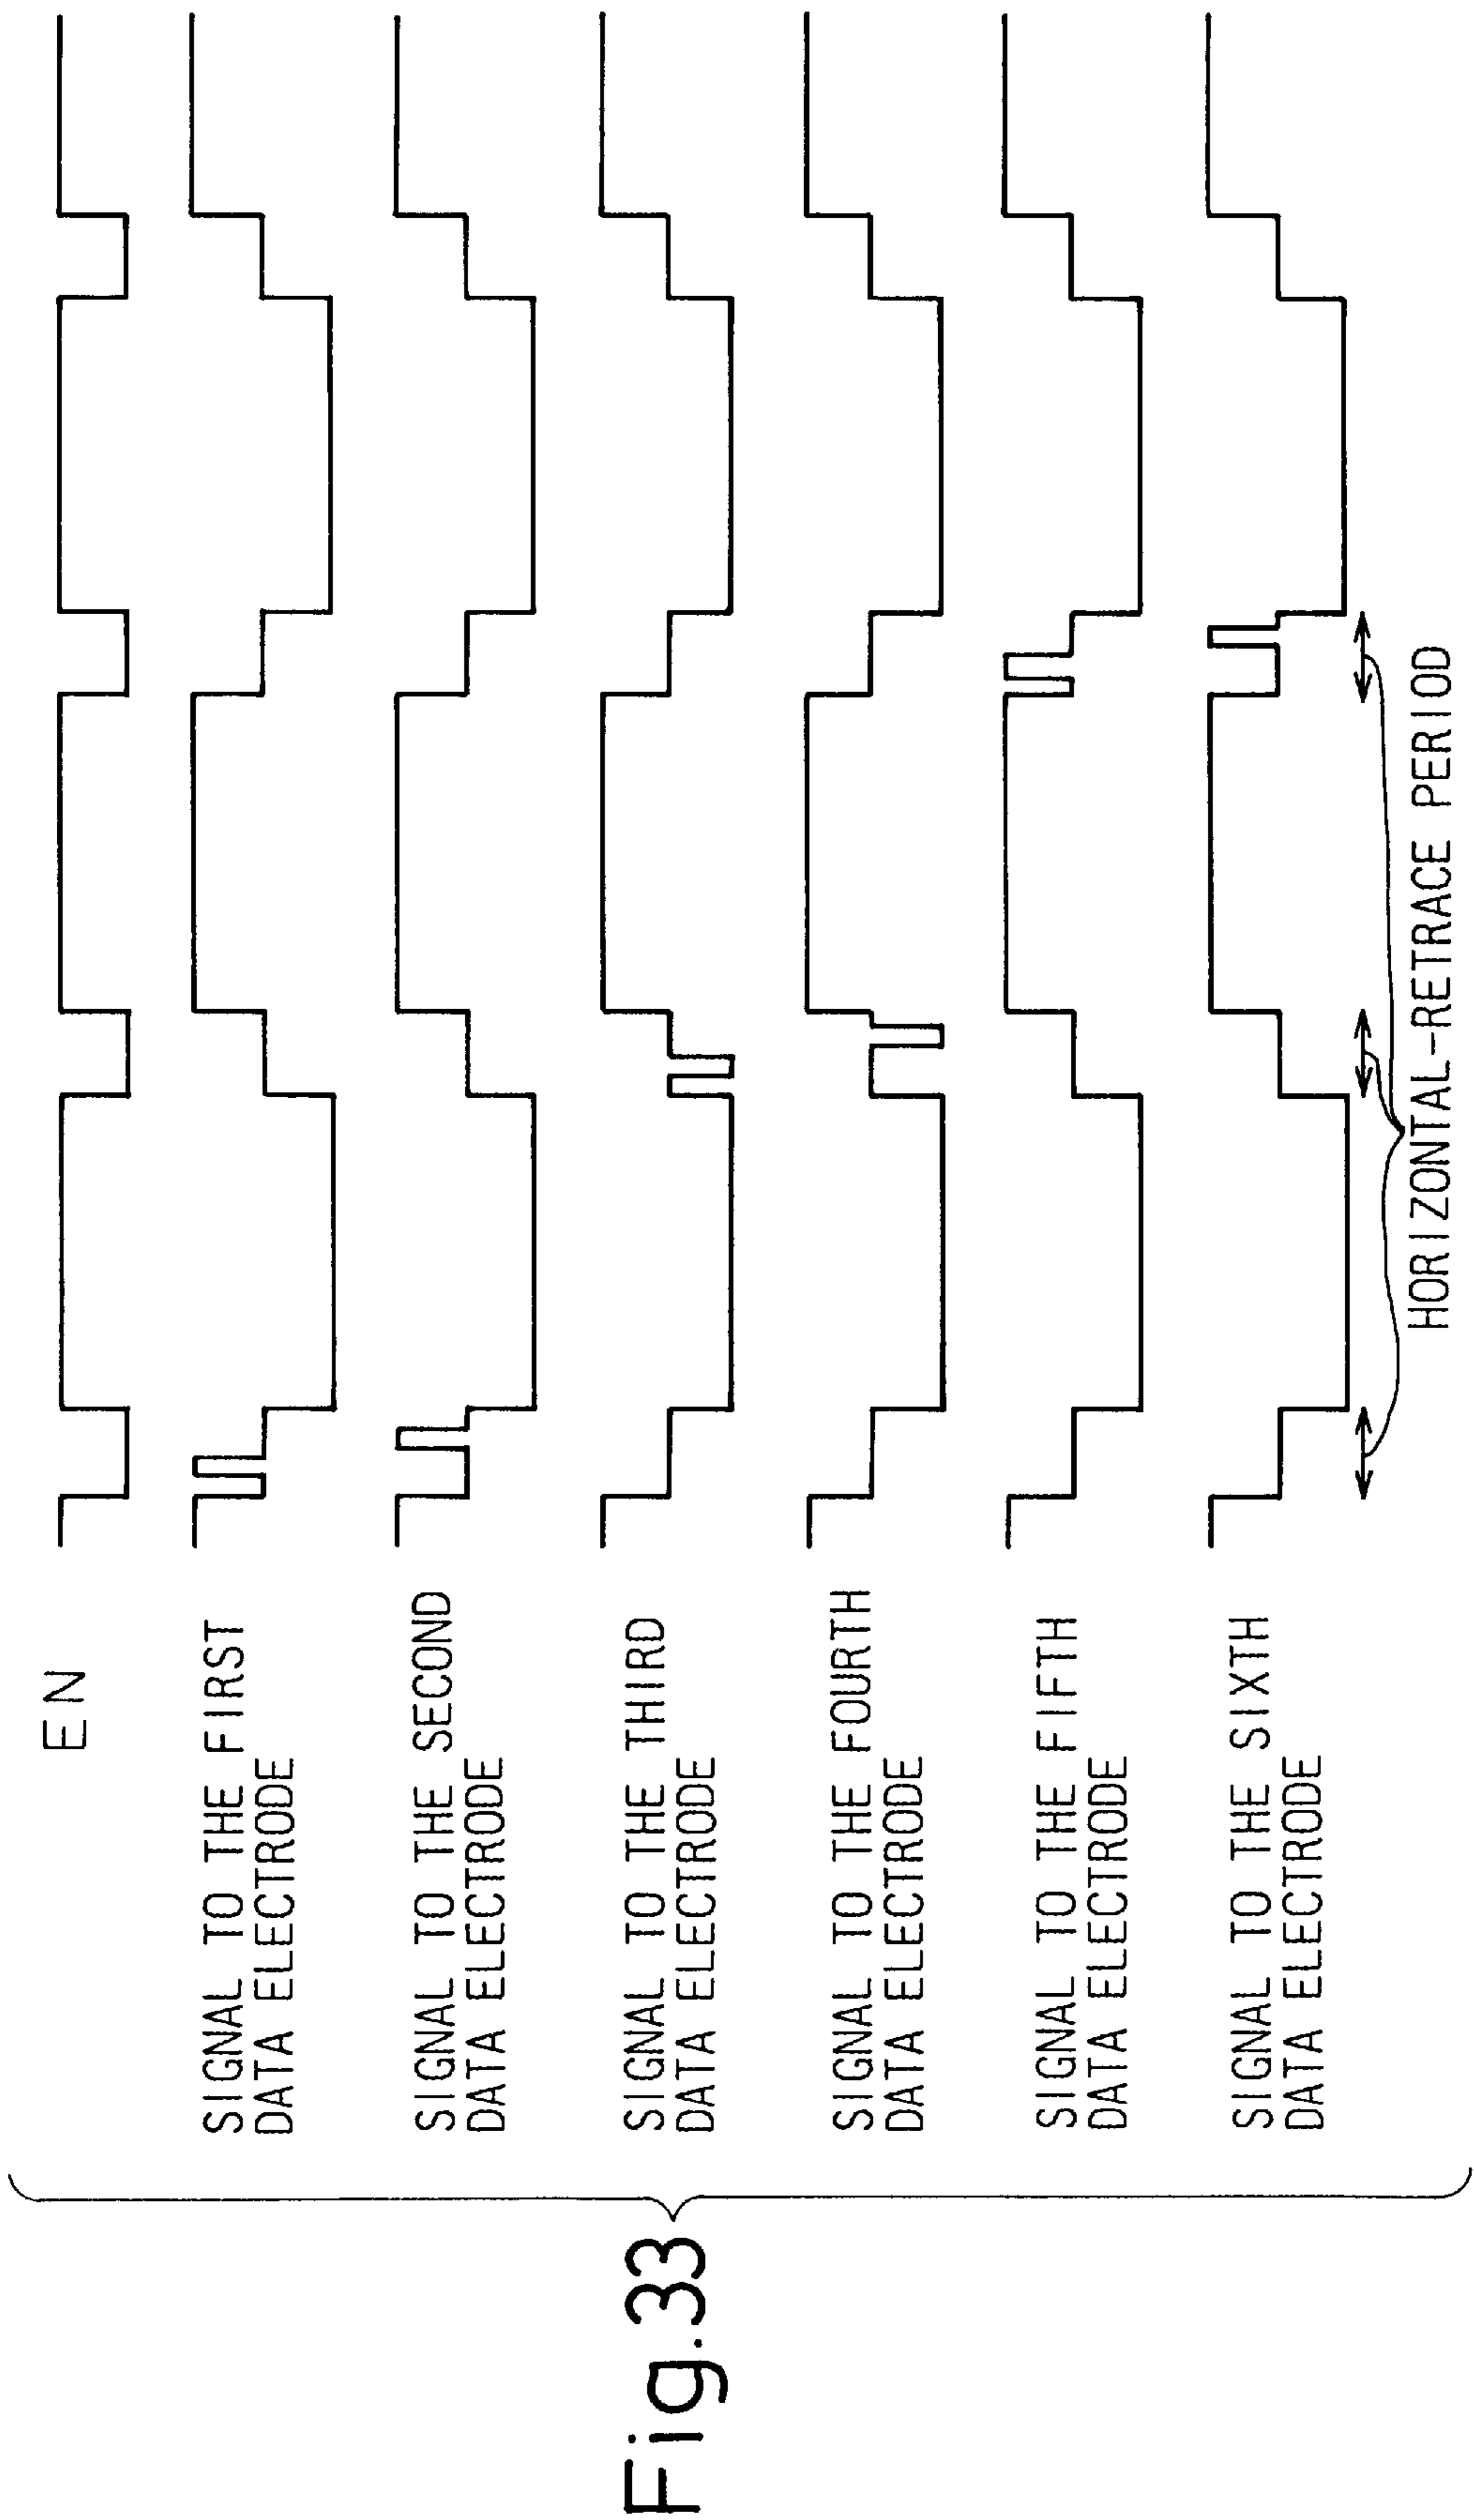 Fig.33
EN
SIGNAL TO THE FIRST
DATA ELECTRODE
SIGNAL TO THE SECOND
DATA ELECTRODE
SIGNAL TO THE THIRD
DATA ELECTRODE
SIGNAL TO THE FOURTH
DATA ELECTRODE
SIGNAL TO THE FIFTH
DATA ELECTRODE
SIGNAL TO THE SIXTH
DATA ELECTRODE
HORIZONTAL-RETRACE PERIOD